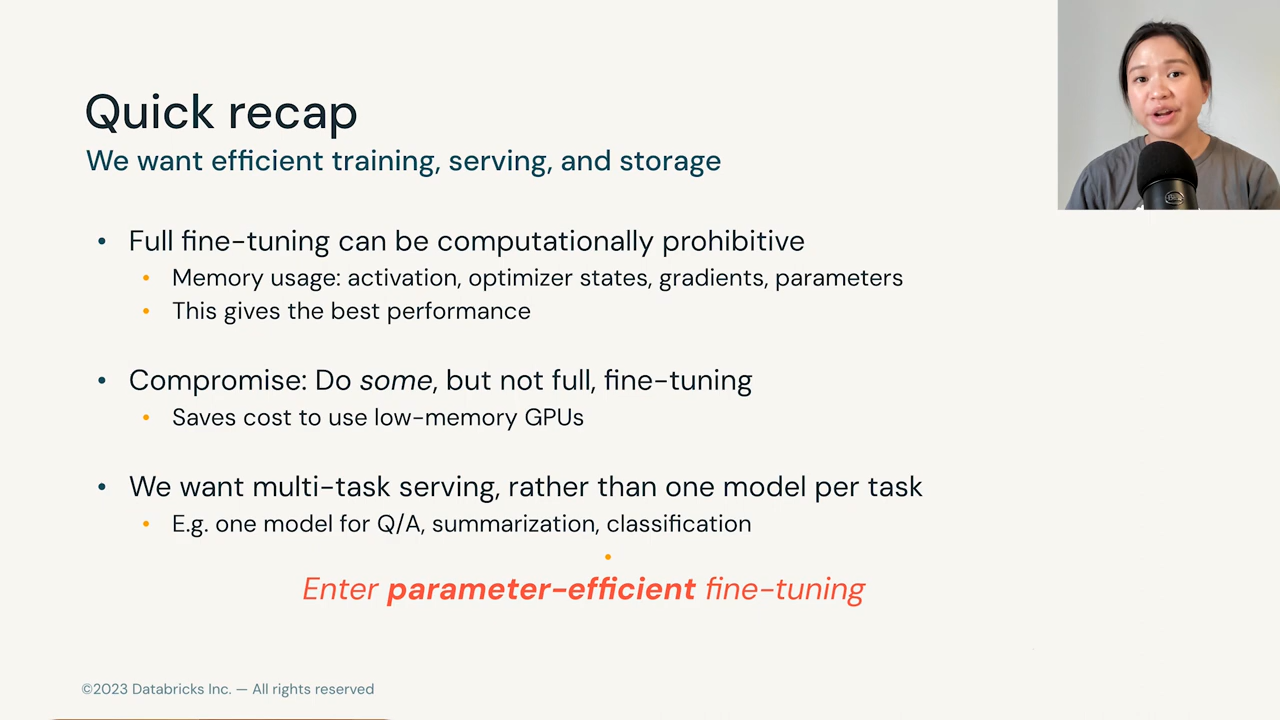 Quick recap
We want efficient training, serving, and storage
• Full fine-tuning can be computationally prohibitive
• Memory usage: activation, optimizer states, gradients, parameters
• This gives the best performance
• Compromise: Do some, but not full, fine-tuning
• Saves cost to use low-memory GPUs
• We want multi-task serving, rather than one model per task
• E.g. one model for Q/A, summarization, classification
•
Enter parameter-efficient fine-tuning
©2023 Databricks Inc. — All rights reserved